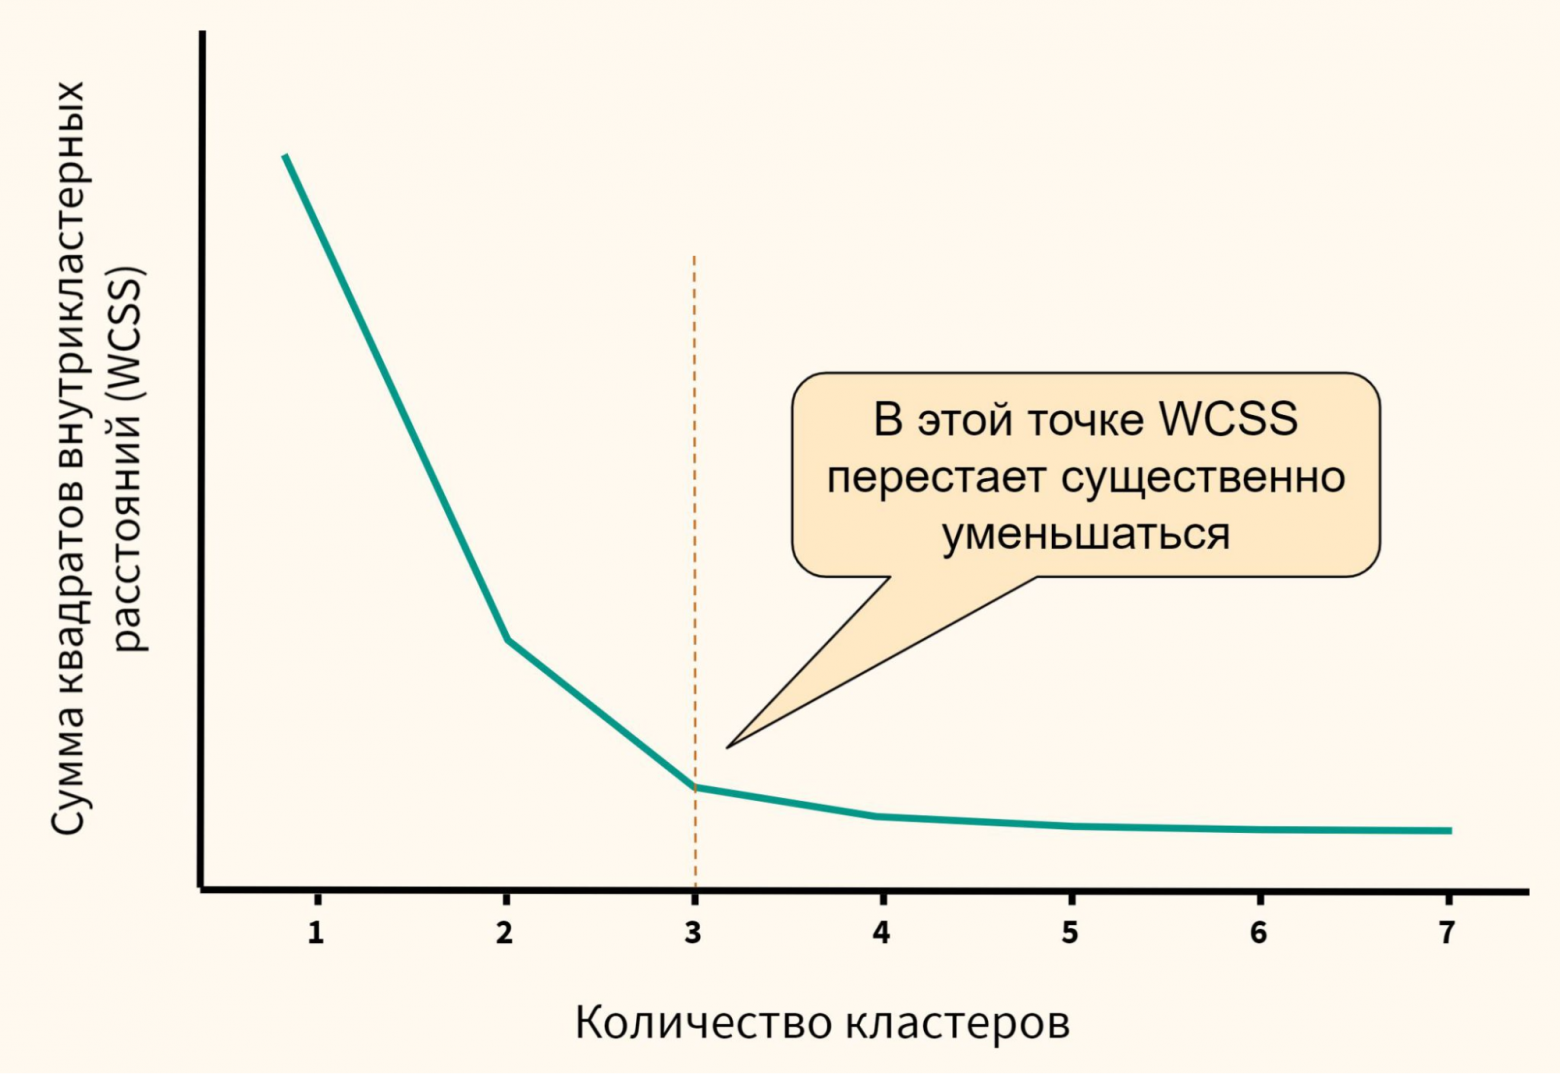 Сумма квадратов внутрикластерных
расстояний (WCSS)
В этой точке WCSS
перестает существенно
уменьшаться
1 2 3 4 5 6 7
Количество кластеров